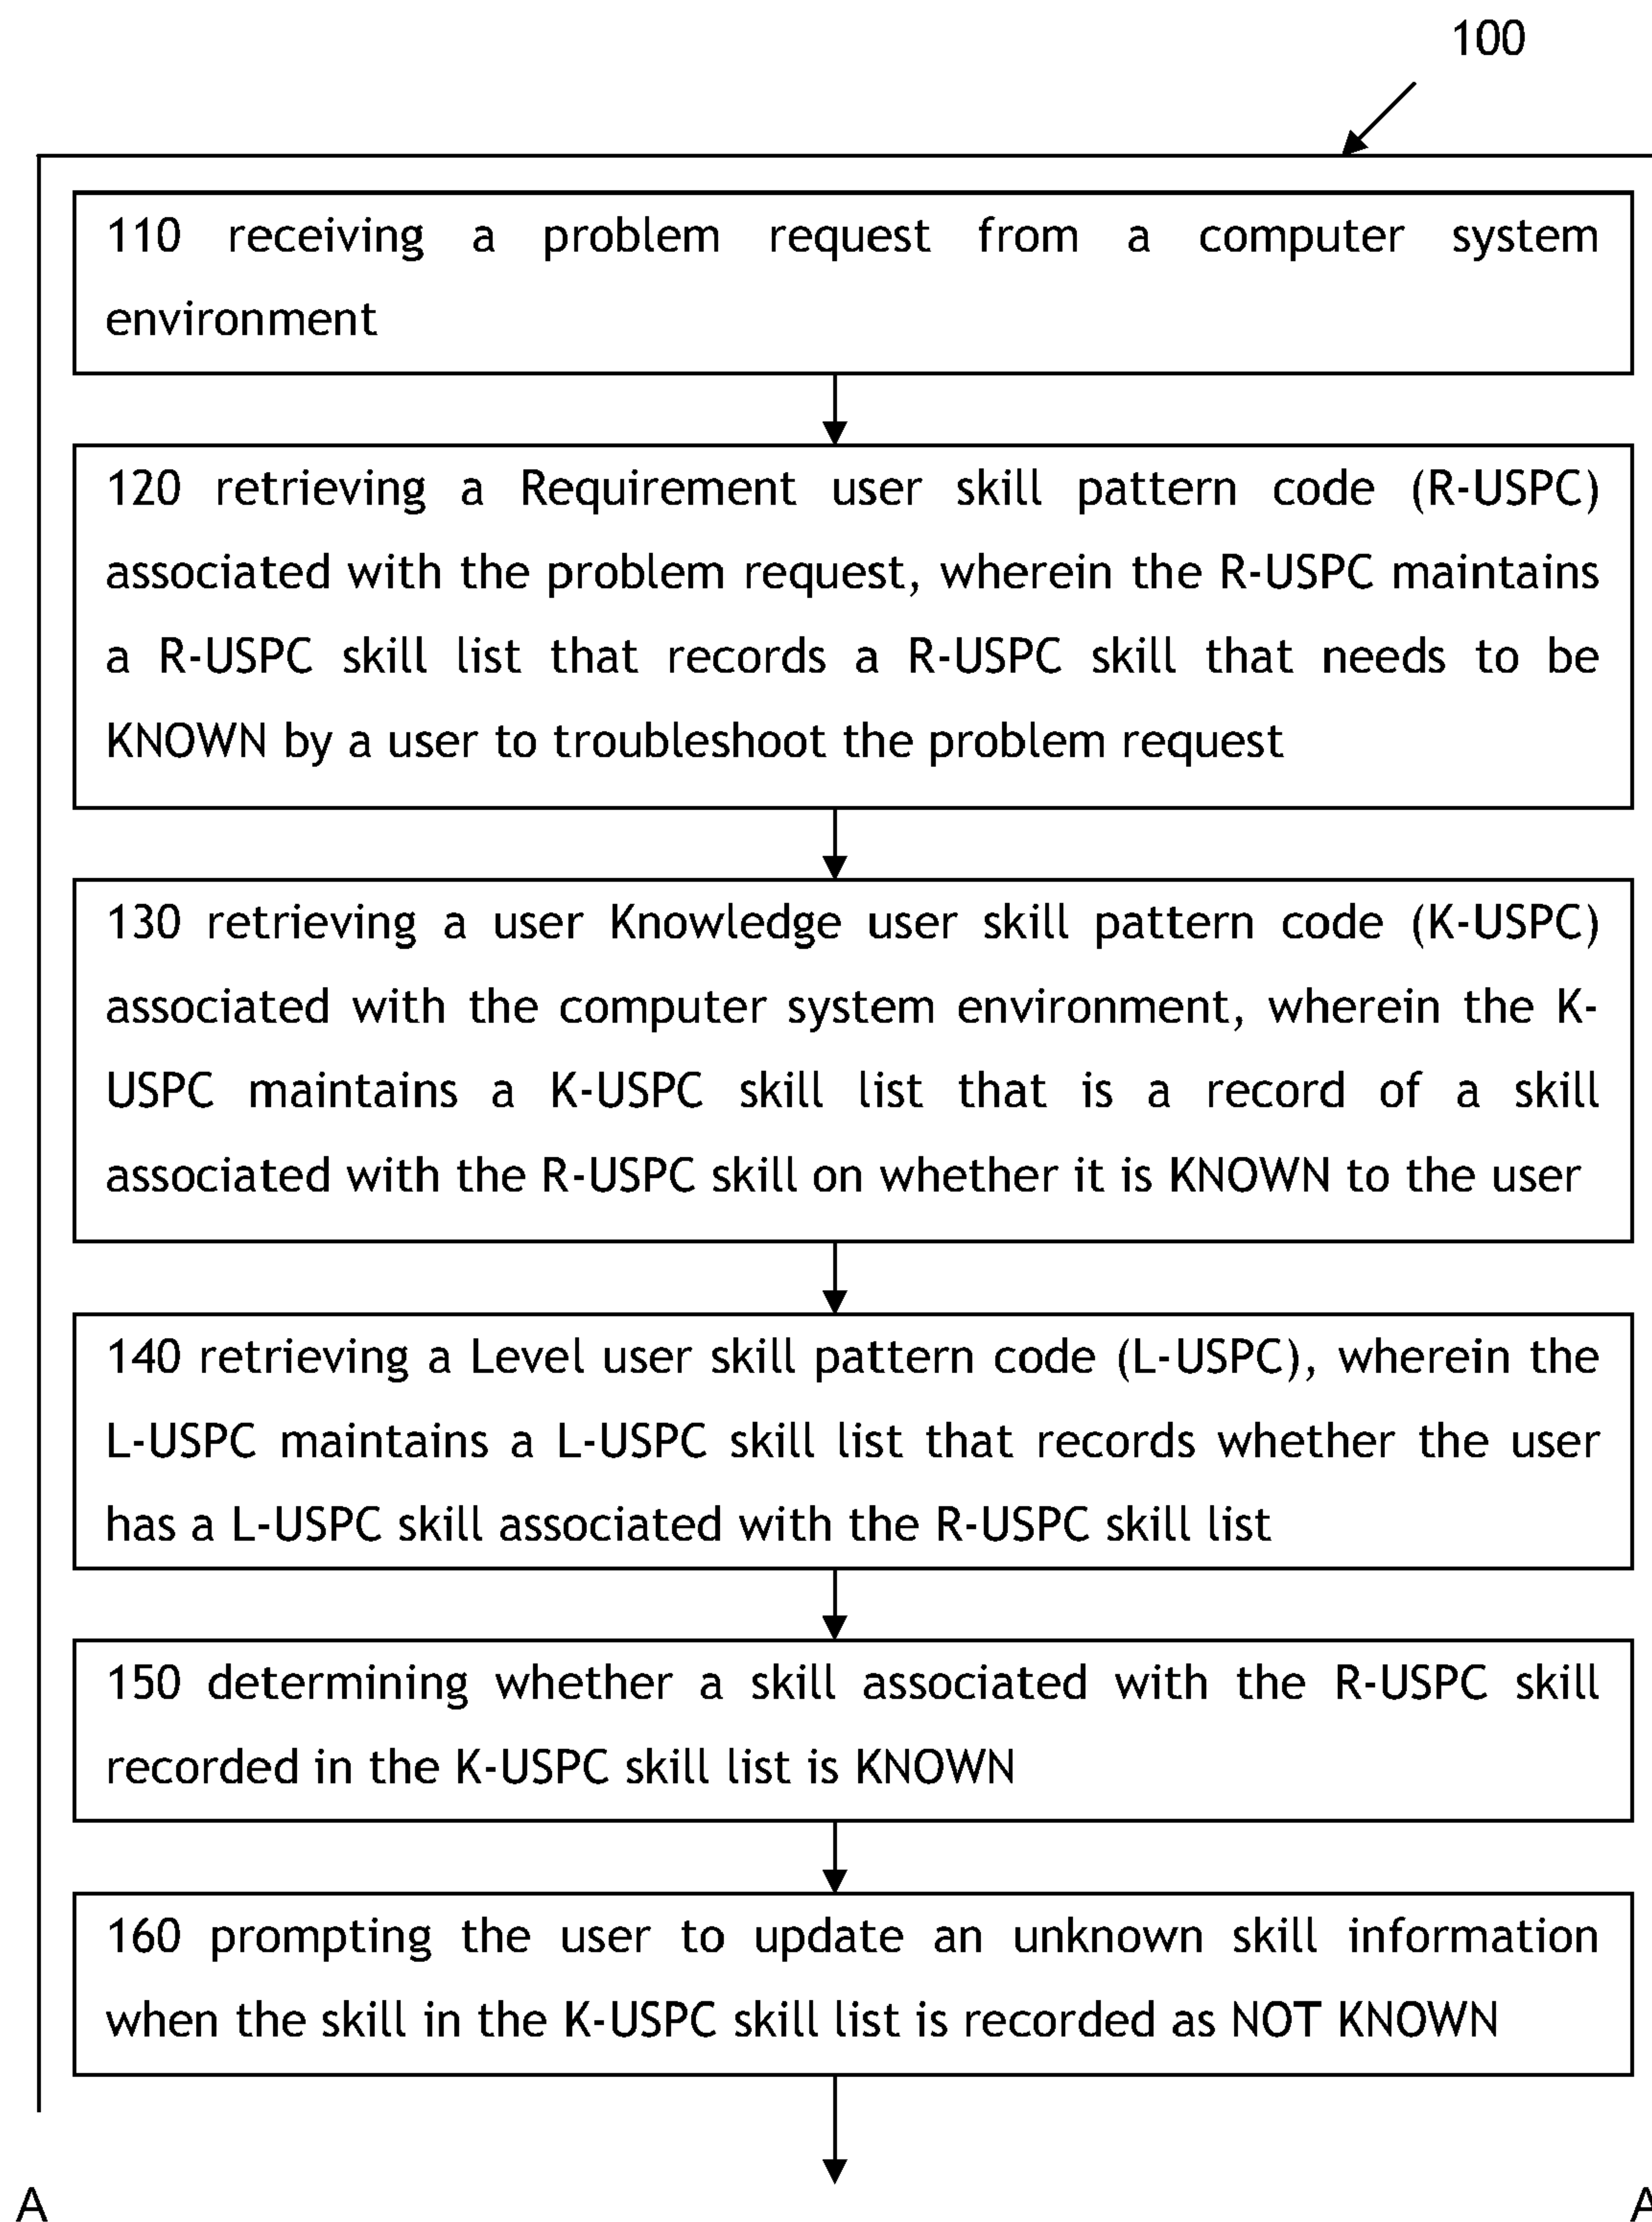 100
110 receiving a problem request from a computer system
environment
120 retrieving a Requirement user skill pattern code (R-USPC)
associated with the problem request, wherein the R-USPC maintains
a R-USPC skill list that records a R-USPC skill that needs to be
KNOWN by a user to troubleshoot the problem request
130 retrieving a user Knowledge user skill pattern code (K-USPC)
associated with the computer system environment, wherein the K-
USPC maintains a K-USPC skill list that is a record of a skill
associated with the R-USPC skill on whether it is KNOWN to the user
140 retrieving a Level user skill pattern code (L-USPC), wherein the
L-USPC maintains a L-USPC skill list that records whether the user
has a L-USPC skill associated with the R-USPC skill list
150 determining whether a skill associated with the R-USPC skill
recorded in the K-USPC skill list is KNOWN
160 prompting the user to update an unknown skill information
when the skill in the K-USPC skill list is recorded as NOT KNOWN
A A